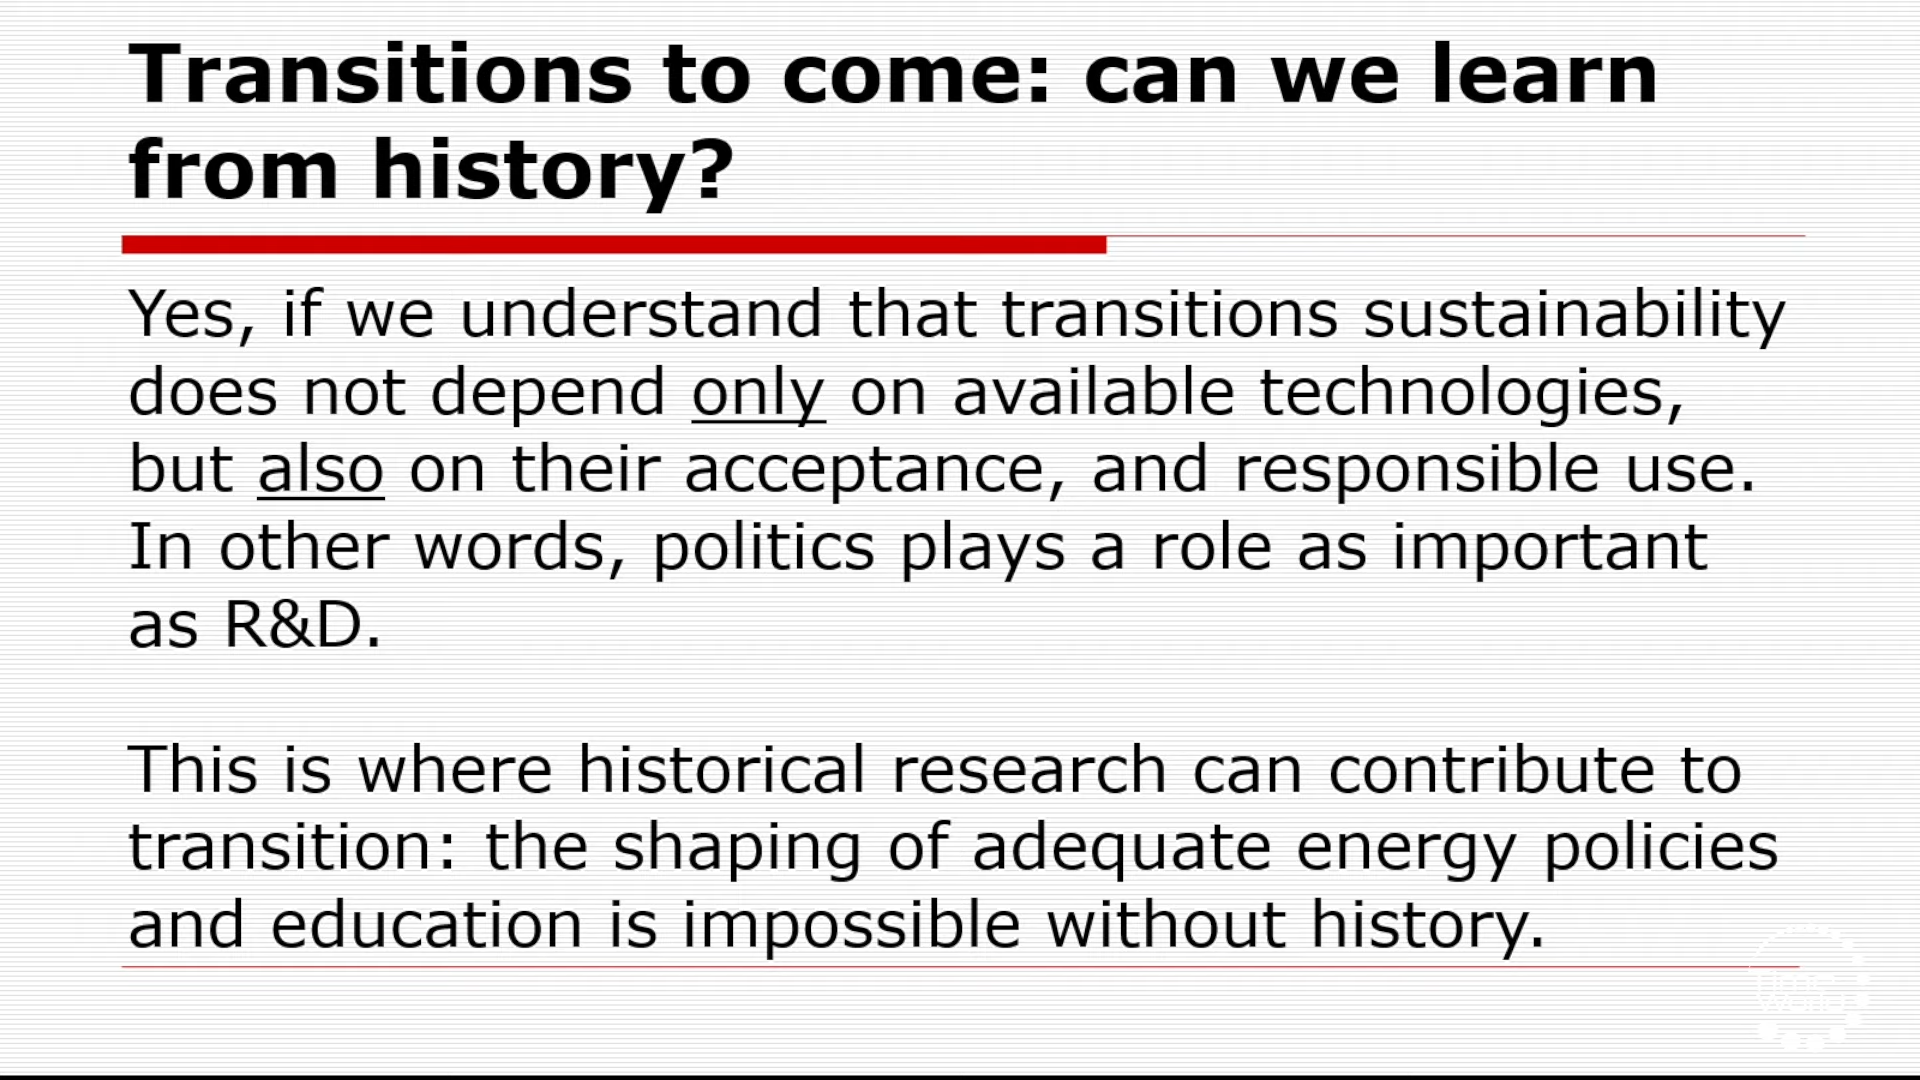 Transitions to come: can we learn
from history?
Yes, if we understand that transitions sustainability
does not depend only on available technologies,
but also on their acceptance, and responsible use.
In other words, politics plays a role as important
as R&D.
This is where historical research can contribute to
transition: the shaping of adequate energy policies
and education is impossible without history.